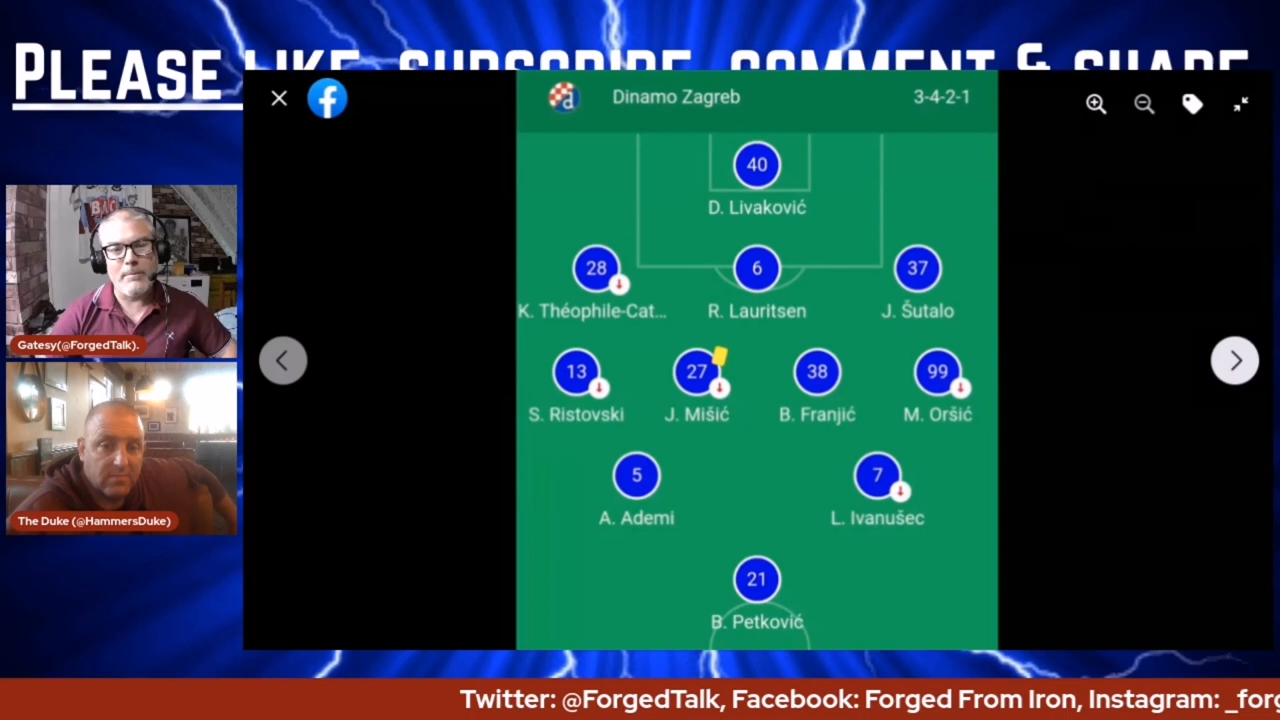 PLEASE LIKE, SUBSCRIBE, COMMENT & SHARE
Dinamo Zagreb
3-4-2-1
40
D. Livaković
28
6
37
K. Théophile-Cat...
R. Lauritsen
J. Šutalo
13
27
38
99
S. Ristovski
J. Mišić
B. Franjić
M. Oršić
5
7
A. Ademi
L. Ivanušec
21
B. Petković
Gatesy(@ForgedTalk).
The Duke (@HammersDuke)
Twitter: @ForgedTalk, Facebook: Forged From Iron, Instagram: _forg